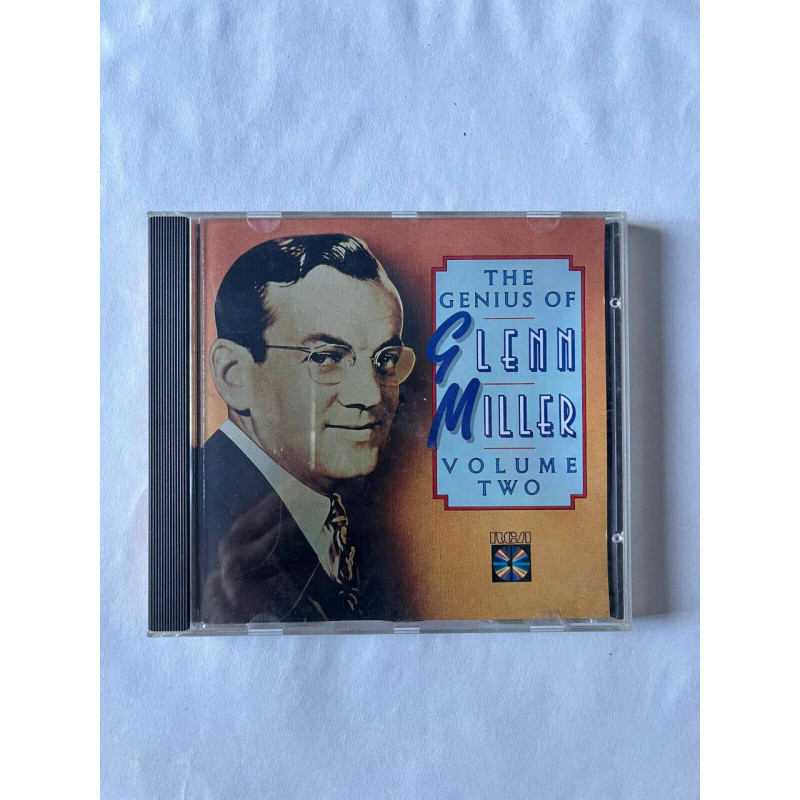 THE
GENIUS OF
GLENN
MILLER
VOLUME
TWO
RCA